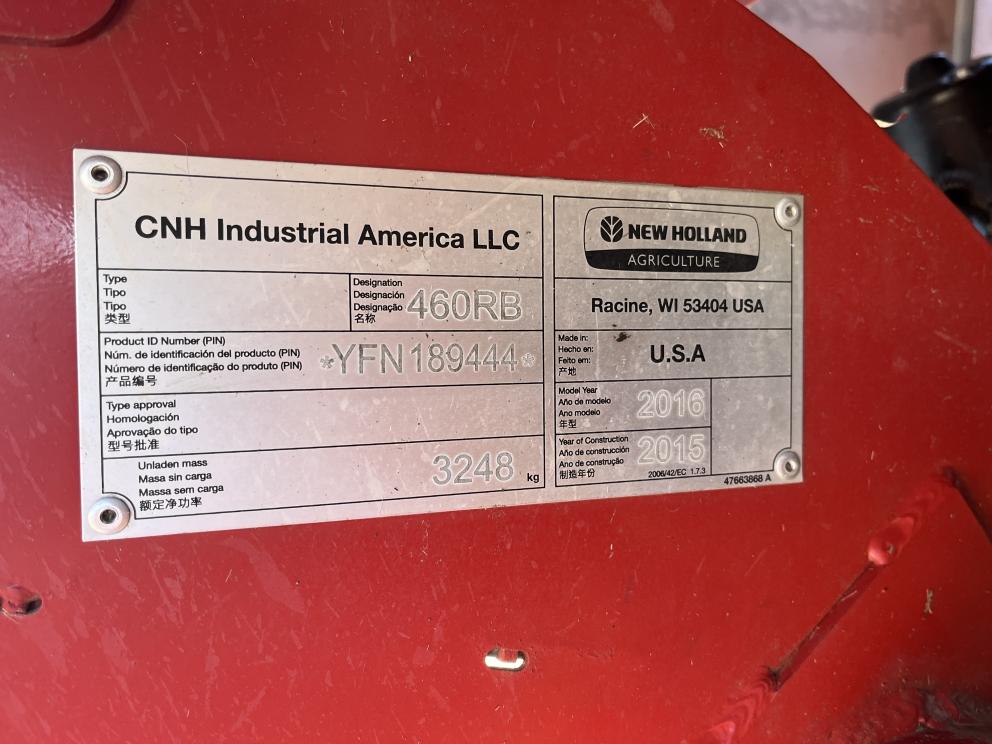 CNH Industrial America LLC
Type
Tipo
Tipo
类型
Designation
Designación
Designação
名称
460RB
Product ID Number (PIN)
Núm. de identificación del producto (PIN)
Número de identificação do produto (PIN)
产品编号
*YFN189444*
Type approval
Homologación
Aprovação do tipo
型号批准
Unladen mass
Masa sin carga
Massa sem carga
额定净功率
3248 kg
NEW HOLLAND
AGRICULTURE
Racine, WI 53404 USA
Made in:
Hecho en:
Feito em:
产地
U.S.A
Model Year
Año de modelo
Ano modelo
年型
2016
Year of Construction
Año de construcción
Ano de construção
制造年份
2015
2006/42/EC 1.7.3
47663868 A